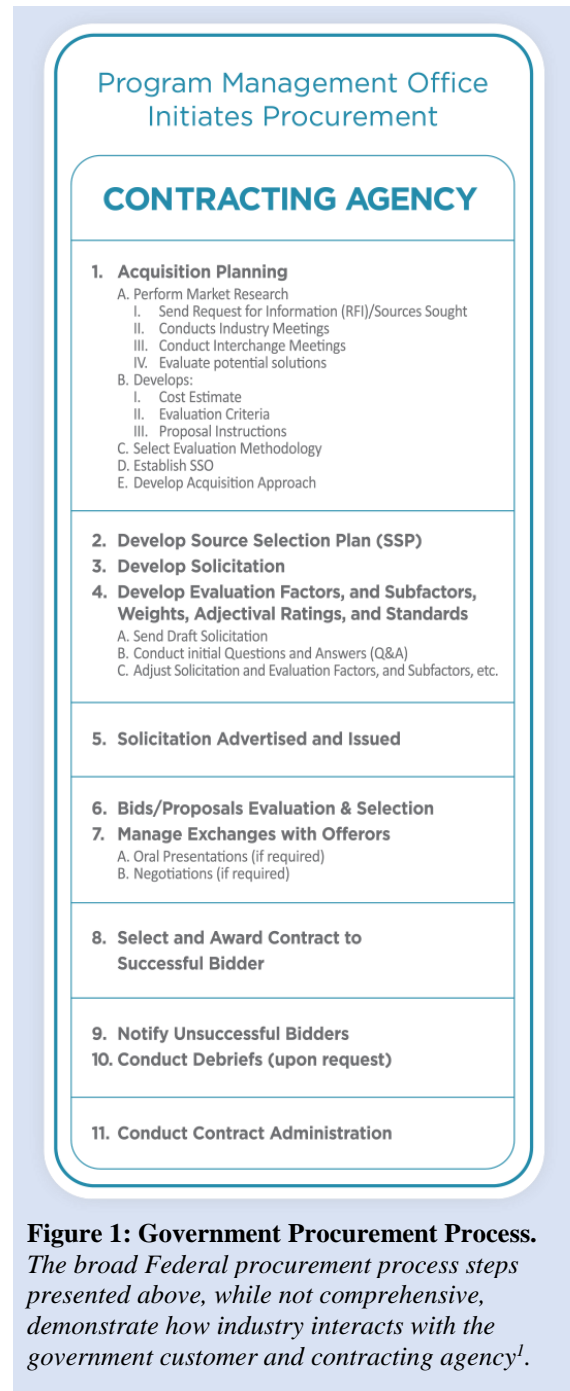 Program Management Office
Initiates Procurement
CONTRACTING AGENCY
1. Acquisition Planning
A. Perform Market Research
I. Send Request for Information (RFI)/Sources Sought
II. Conducts Industry Meetings
III. Conduct Interchange Meetings
IV. Evaluate potential solutions
B. Develops:
I. Cost Estimate
II. Evaluation Criteria
III. Proposal Instructions
C. Select Evaluation Methodology
D. Establish SSO
E. Develop Acquisition Approach
2. Develop Source Selection Plan (SSP)
3. Develop Solicitation
4. Develop Evaluation Factors, and Subfactors,
Weights, Adjectival Ratings, and Standards
A. Send Draft Solicitation
B. Conduct initial Questions and Answers (Q&A)
C. Adjust Solicitation and Evaluation Factors, and Subfactors, etc.
5. Solicitation Advertised and Issued
6. Bids/Proposals Evaluation & Selection
7. Manage Exchanges with Offerors
A. Oral Presentations (if required)
B. Negotiations (if required)
8. Select and Award Contract to
Successful Bidder
9. Notify Unsuccessful Bidders
10. Conduct Debriefs (upon request)
11. Conduct Contract Administration
Figure 1: Government Procurement Process.
The broad Federal procurement process steps
presented above, while not comprehensive,
demonstrate how industry interacts with the
government customer and contracting agency¹.